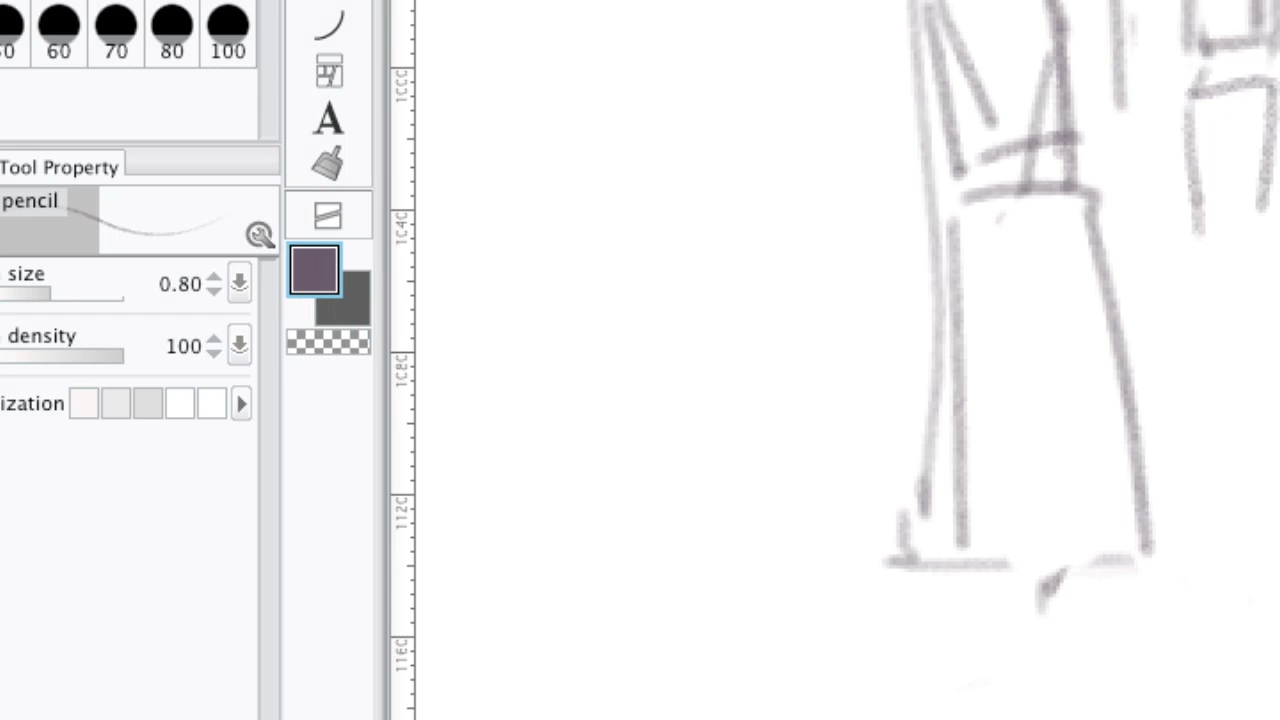 60 70 80 100
Tool Property
pencil
size 0.80
density 100
ization
A